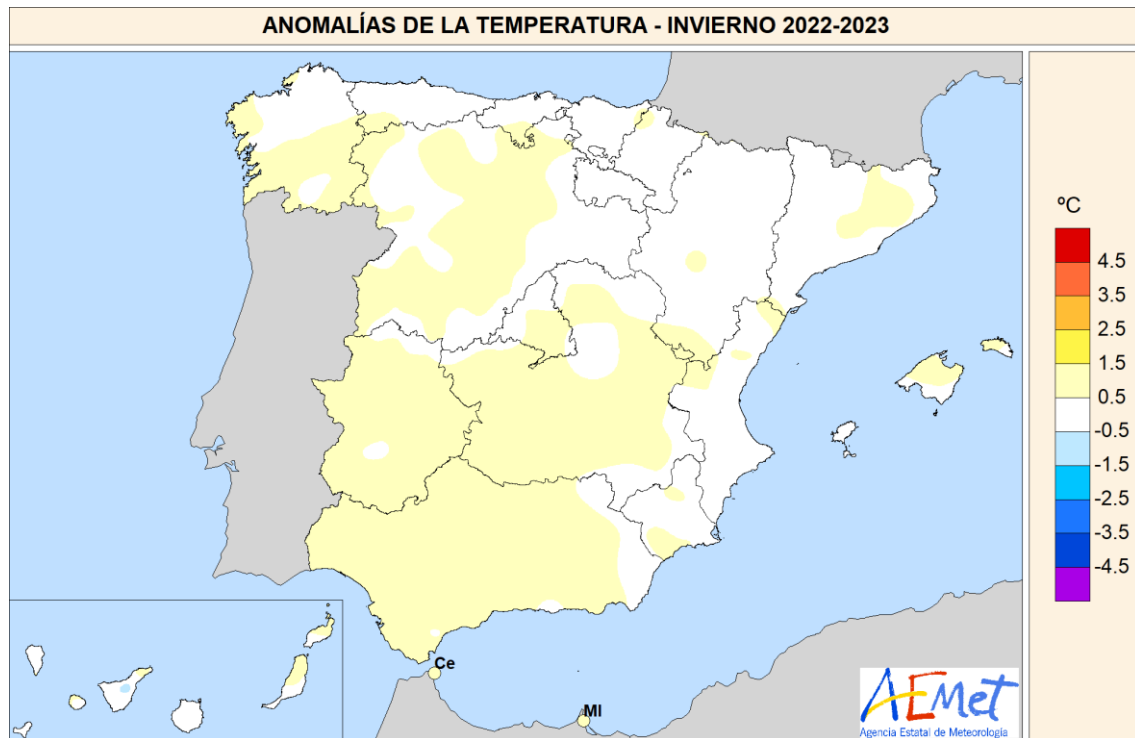 ANOMALÍAS DE LA TEMPERATURA - INVIERNO 2022-2023
ºC
4.5
3.5
2.5
1.5
0.5
-0.5
-1.5
-2.5
-3.5
-4.5
Ce
Ml
AEMet
Agencia Estatal de Meteorología